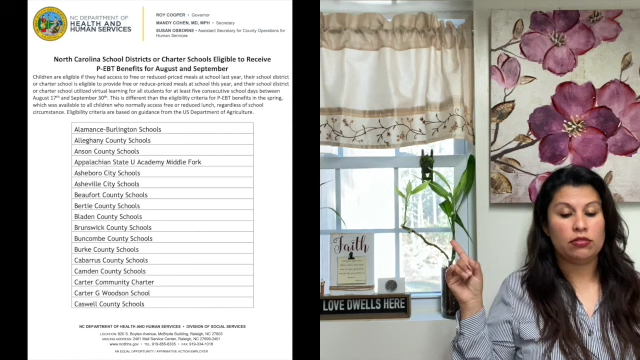 NC DEPARTMENT OF
HEALTH AND
HUMAN SERVICES
ROY COOPER • Governor
MANDY COHEN, MD, MPH • Secretary
SUSAN OSBORNE • Assistant Secretary for County Operations for
Human Services
North Carolina School Districts or Charter Schools Eligible to Receive
P-EBT Benefits for August and September
Children are eligible if they had access to free or reduced-priced meals at school last year, their school district
or charter school is eligible to provide free or reduce-priced meals at school this year, and their school district
or charter school utilized virtual learning for all students for at least five consecutive school days between
August 17th and September 30th. This is different than the eligibility criteria for P-EBT benefits in the spring,
which was available to all children who normally access free or reduced lunch, regardless of school
circumstance. Eligibility criteria are based on guidance from the US Department of Agriculture.
Alamance-Burlington Schools
Alleghany County Schools
Anson County Schools
Appalachian State U Academy Middle Fork
Asheboro City Schools
Asheville City Schools
Beaufort County Schools
Bertie County Schools
Bladen County Schools
Brunswick County Schools
Buncombe County Schools
Burke County Schools
Cabarrus County Schools
Camden County Schools
Carter Community Charter
Carter G Woodson School
Caswell County Schools
NC DEPARTMENT OF HEALTH AND HUMAN SERVICES • DIVISION OF SOCIAL SERVICES
Faith
LOVE DWELLS HERE